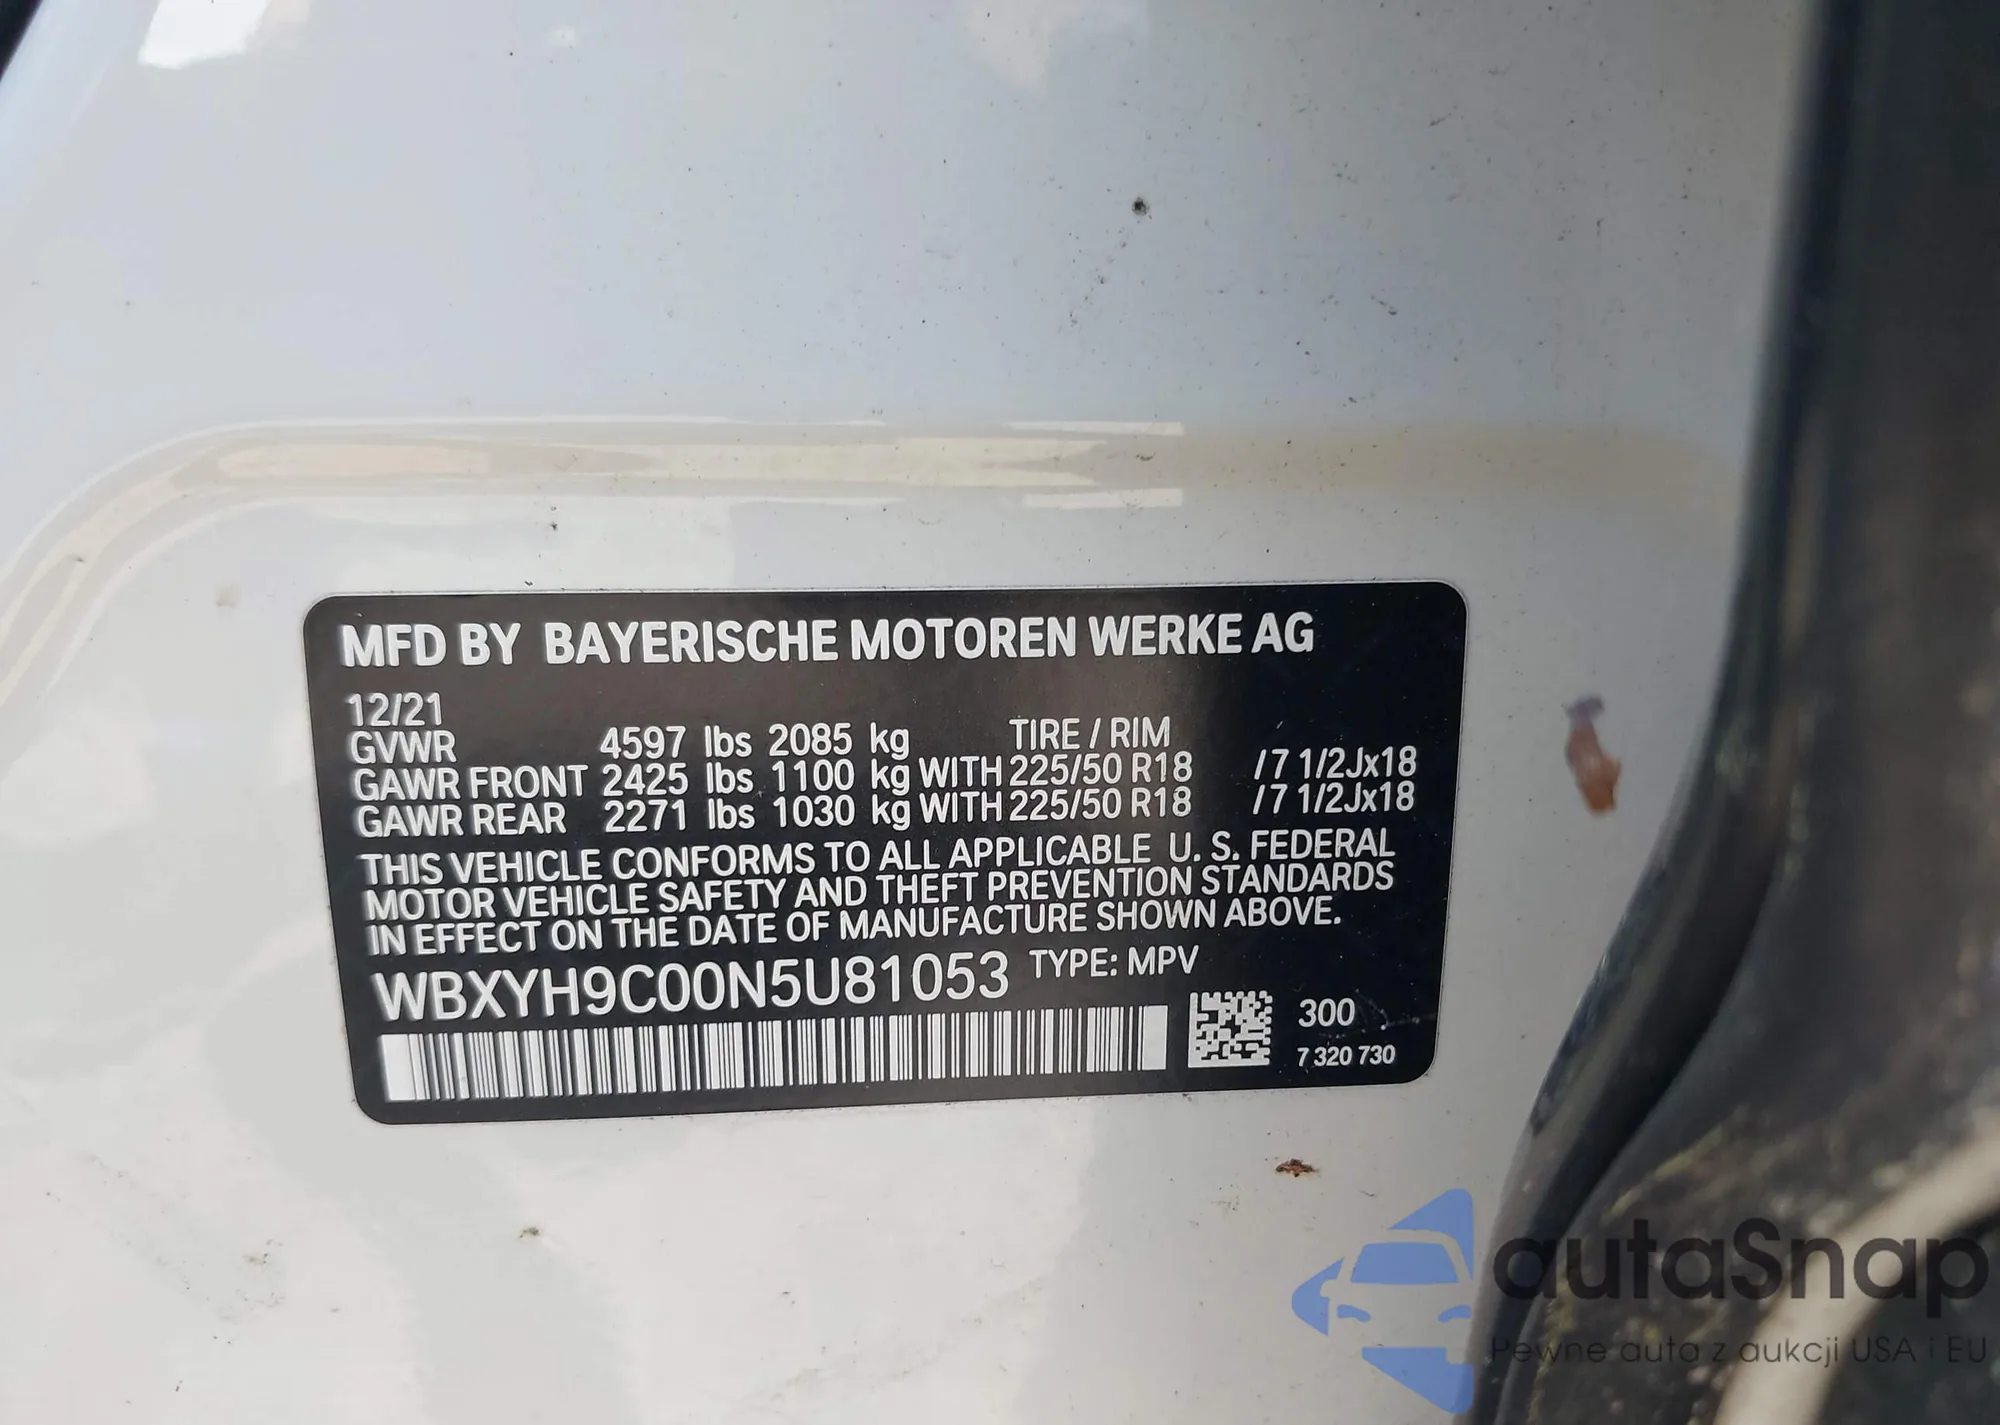 MFD BY BAYERISCHE MOTOREN WERKE AG
12/21
GVWR 4597 lbs 2085 kg TIRE / RIM
GAWR FRONT 2425 lbs 1100 kg WITH 225/50 R18 /7 1/2Jx18
GAWR REAR 2271 lbs 1030 kg WITH 225/50 R18 /7 1/2Jx18
THIS VEHICLE CONFORMS TO ALL APPLICABLE U. S. FEDERAL
MOTOR VEHICLE SAFETY AND THEFT PREVENTION STANDARDS
IN EFFECT ON THE DATE OF MANUFACTURE SHOWN ABOVE.
WBXYH9C00N5U81053 TYPE: MPV
300
7 320 730
autaSnap
Pewne auta z aukcji USA i EU